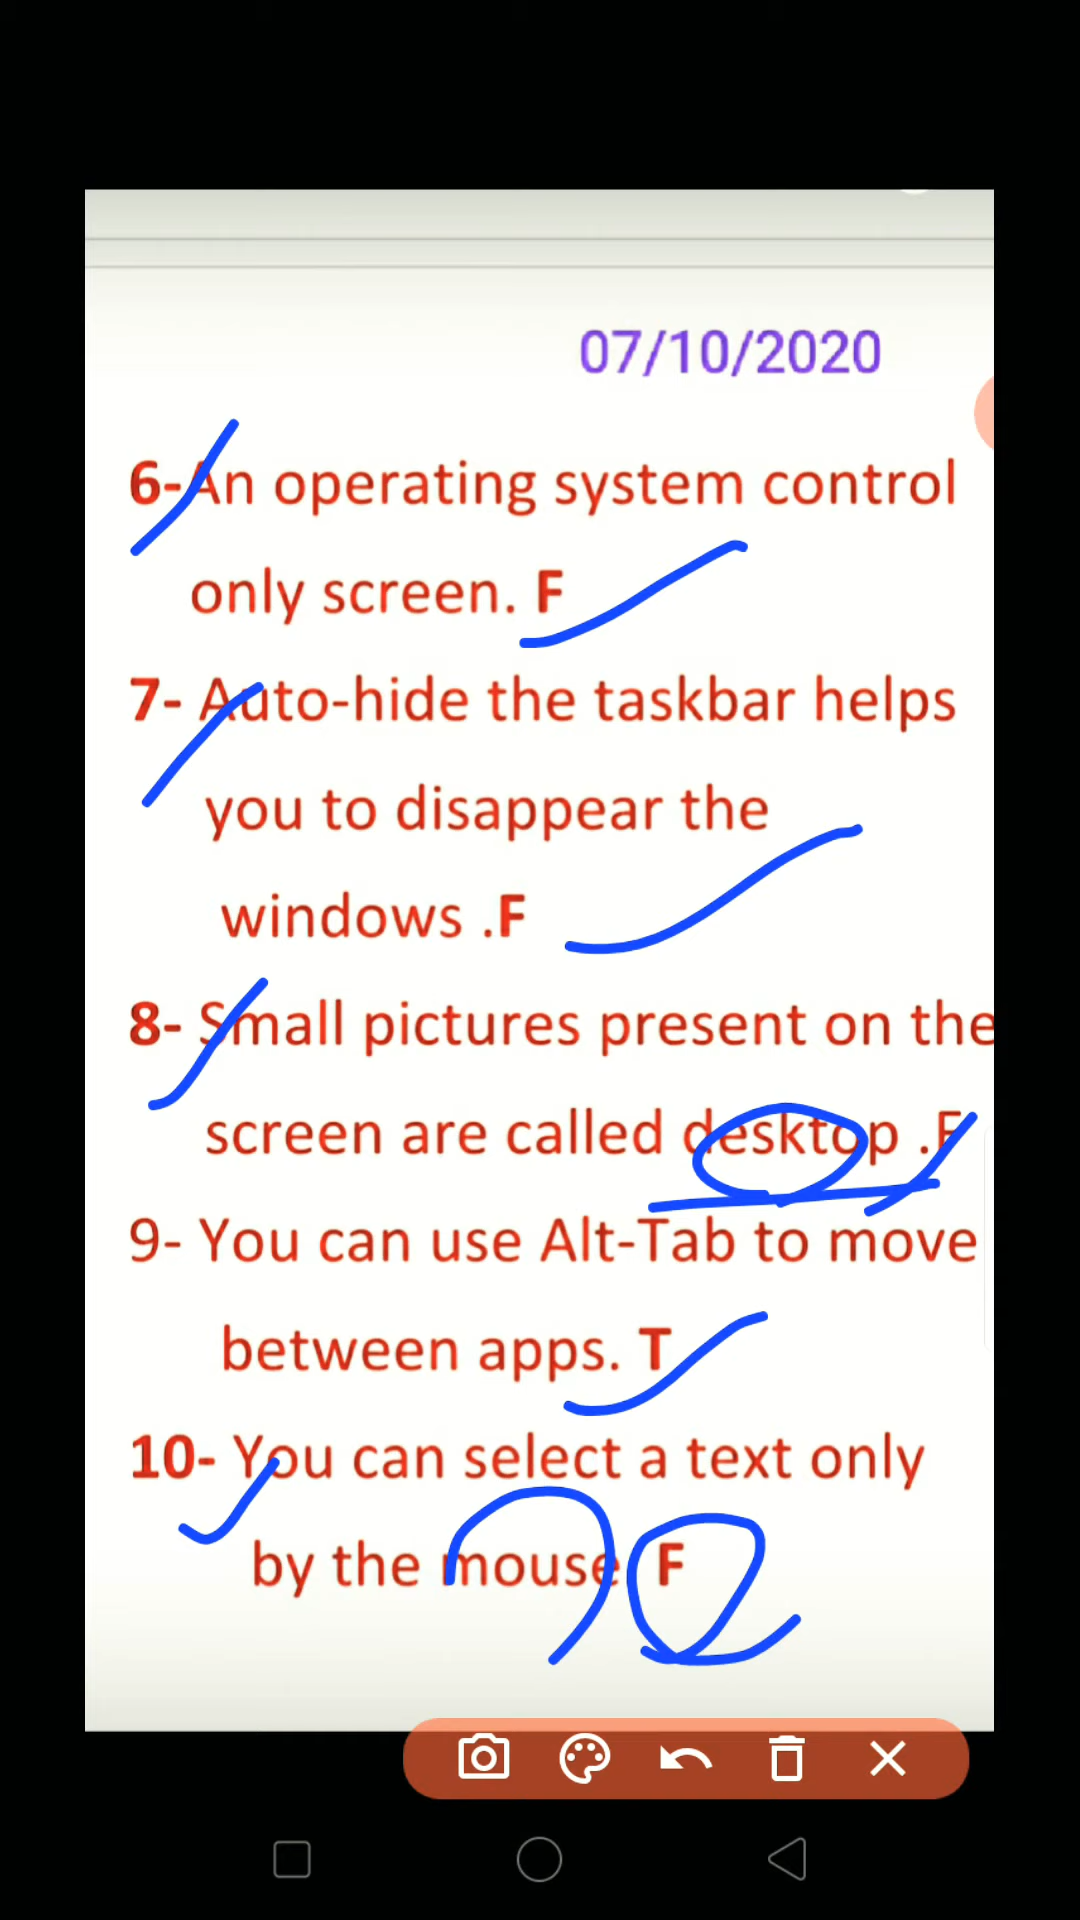 07/10/2020
6-An operating system control
only screen. F
7- Auto-hide the taskbar helps
you to disappear the
windows .F
8- Small pictures present on the
screen are called desktop .F
9- You can use Alt-Tab to move
between apps. T
10- You can select a text only
by the mouse F